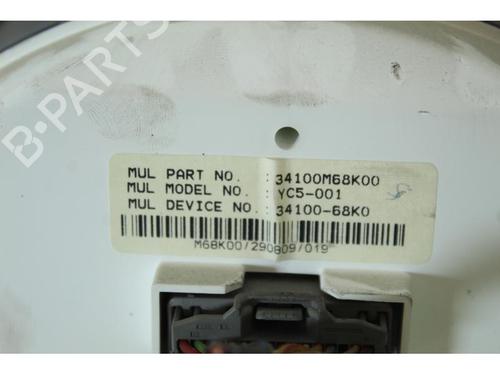 B-PARTS
MUL PART NO. :34100M68K00
MUL MODEL NO. :YC5-001
MUL DEVICE NO.:34100-68K0
M68K00/290809/019